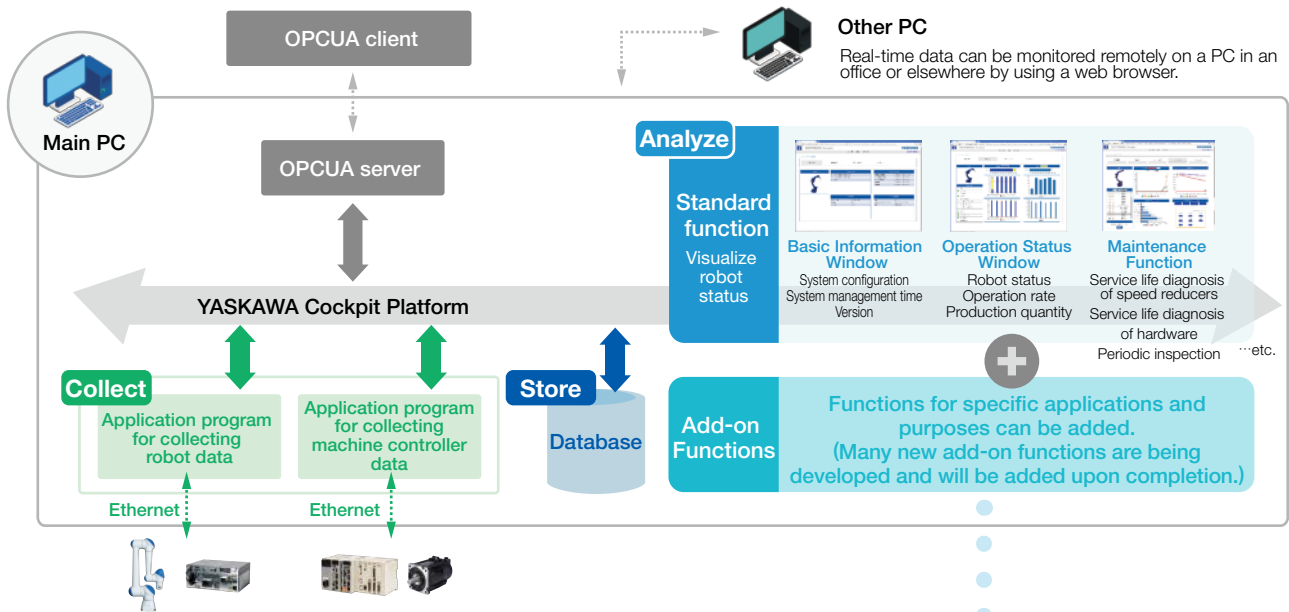 Main PC
OPCUA client
Other PC
Real-time data can be monitored remotely on a PC in an
office or elsewhere by using a web browser.
OPCUA server
Analyze
Standard
function
Visualize
robot
status
Basic Information
Window
System configuration
System management time
Version
Operation Status
Window
Robot status
Operation rate
Production quantity
Maintenance
Function
Service life diagnosis
of speed reducers
Service life diagnosis
of hardware
Periodic inspection
…etc.
YASKAWA Cockpit Platform
Collect
Application program
for collecting
robot data
Application program
for collecting
machine controller
data
Store
Database
Add-on
Functions
Functions for specific applications and
purposes can be added.
(Many new add-on functions are being
developed and will be added upon completion.)
Ethernet
Ethernet